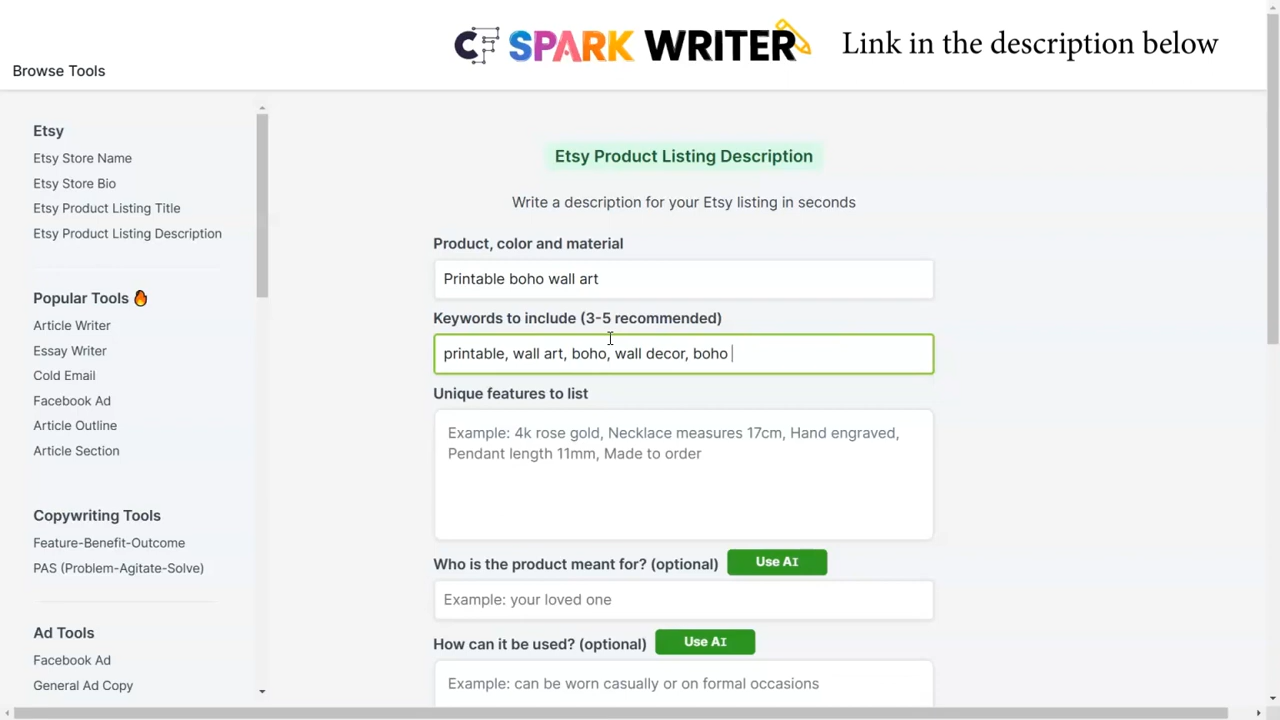 CF SPARK WRITER
Link in the description below
Browse Tools
Etsy
Etsy Store Name
Etsy Store Bio
Etsy Product Listing Title
Etsy Product Listing Description
Popular Tools 🔥
Article Writer
Essay Writer
Cold Email
Facebook Ad
Article Outline
Article Section
Copywriting Tools
Feature-Benefit-Outcome
PAS (Problem-Agitate-Solve)
Ad Tools
Facebook Ad
General Ad Copy
Etsy Product Listing Description
Write a description for your Etsy listing in seconds
Product, color and material
Printable boho wall art
Keywords to include (3-5 recommended)
printable, wall art, boho, wall decor, boho
Unique features to list
Example: 4k rose gold, Necklace measures 17cm, Hand engraved,
Pendant length 11mm, Made to order
Who is the product meant for? (optional)
Use AI
Example: your loved one
How can it be used? (optional)
Use AI
Example: can be worn casually or on formal occasions